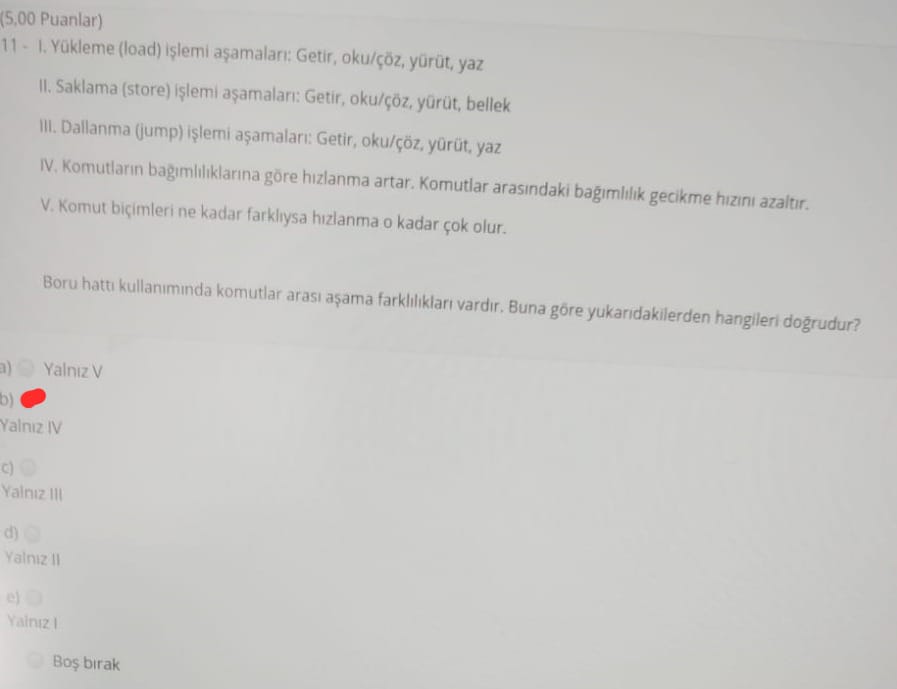 (5,00 Puanlar)
11 - I. Yükleme (load) işlemi aşamaları: Getir, oku/çöz, yürüt, yaz
II. Saklama (store) işlemi aşamaları: Getir, oku/çöz, yürüt, bellek
III. Dallanma (jump) işlemi aşamaları: Getir, oku/çöz, yürüt, yaz
IV. Komutların bağımlılıklarına göre hızlanma artar. Komutlar arasındaki bağımlılık gecikme hızını azaltır.
V. Komut biçimleri ne kadar farklıysa hızlanma o kadar çok olur.
Boru hattı kullanımında komutlar arası aşama farklılıkları vardır. Buna göre yukarıdakilerden hangileri doğrudur?
a) Yalnız V
b)
Yalnız IV
c)
Yalnız III
d)
Yalnız II
e)
Yalnız I
Boş bırak